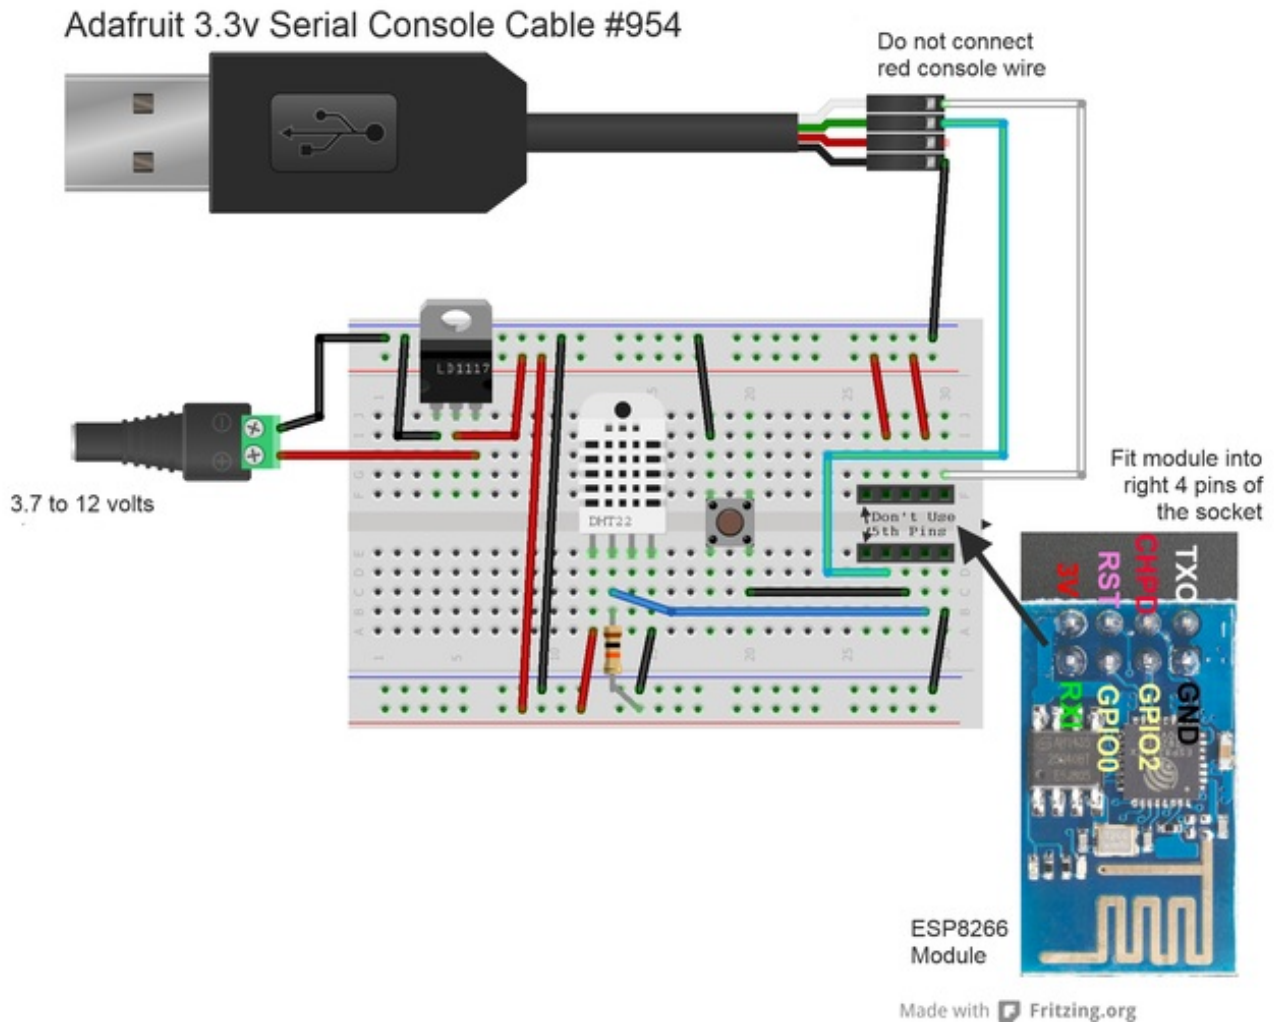 Adafruit 3.3v Serial Console Cable #954
Do not connect
red console wire
LD1117
3.7 to 12 volts
DHT22
Don't Use
5th Pins
Fit module into
right 4 pins of
the socket
3V
RST
CHPD
TXO
RXI
GPIO0
GPIO2
GND
ESP8266
Module
Made with Fritzing.org